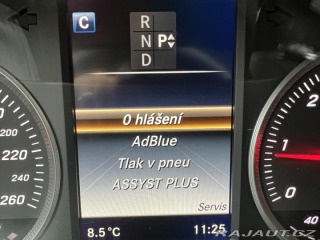 C
R
N P
D
0 hlášení
AdBlue
Tlak v pneu
ASSYST PLUS
Servis
8.5°C 11:25
200
220
240
260
2
1
0
RAJAUT.CZ